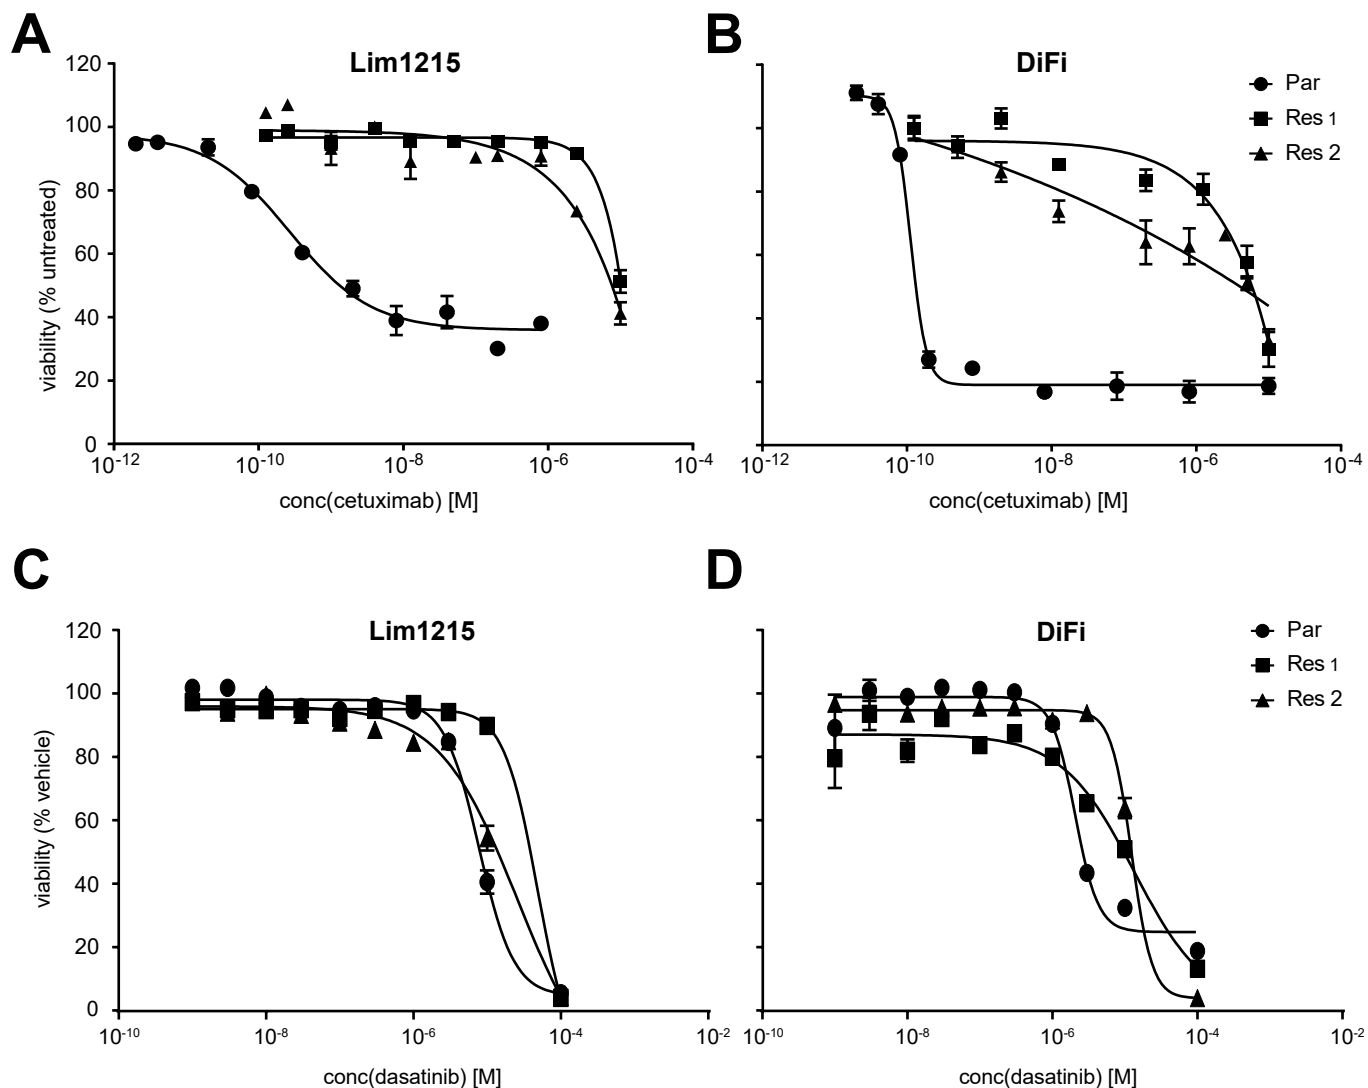 A
B
Lim1215
DiFi
120
100
80
60
40
20
0
viability (% untreated)
10-12
10-10
10-8
10-6
10-4
conc(cetuximab) [M]
Par
Res 1
Res 2
10-12
10-10
10-8
10-6
10-4
conc(cetuximab) [M]
C
D
Lim1215
DiFi
120
100
80
60
40
20
0
viability (% vehicle)
10-10
10-8
10-6
10-4
10-2
conc(dasatinib) [M]
Par
Res 1
Res 2
10-10
10-8
10-6
10-4
10-2
conc(dasatinib) [M]